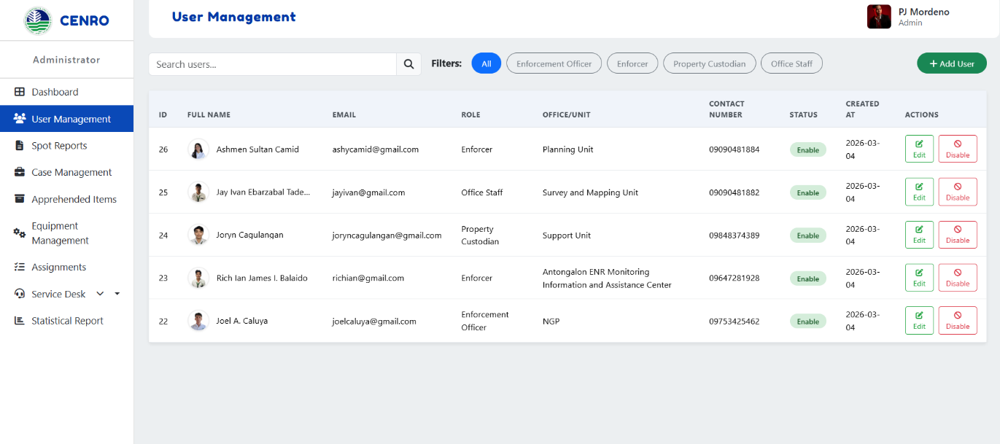 CENRO
Administrator
Dashboard
User Management
Spot Reports
Case Management
Apprehended Items
Equipment
Management
Assignments
Service Desk
Statistical Report
User Management
PJ Mordeno
Admin
Search users...
Filters: All Enforcement Officer Enforcer Property Custodian Office Staff
+ Add User
ID FULL NAME EMAIL ROLE OFFICE/UNIT CONTACT NUMBER STATUS CREATED AT ACTIONS
26 Ashmen Sultan Camid ashycamid@gmail.com Enforcer Planning Unit 09090481884 Enable 2026-03-04 Edit Disable
25 Jay Ivan Ebarzabal Tade... jayivan@gmail.com Office Staff Survey and Mapping Unit 09090481882 Enable 2026-03-04 Edit Disable
24 Joryn Cagulangan joryncagulangan@gmail.com Property Custodian Support Unit 09848374389 Enable 2026-03-04 Edit Disable
23 Rich Ian James I. Balaido richian@gmail.com Enforcer Antongalon ENR Monitoring Information and Assistance Center 09647281928 Enable 2026-03-04 Edit Disable
22 Joel A. Caluya joelcaluya@gmail.com Enforcement Officer NGP 09753425462 Enable 2026-03-04 Edit Disable